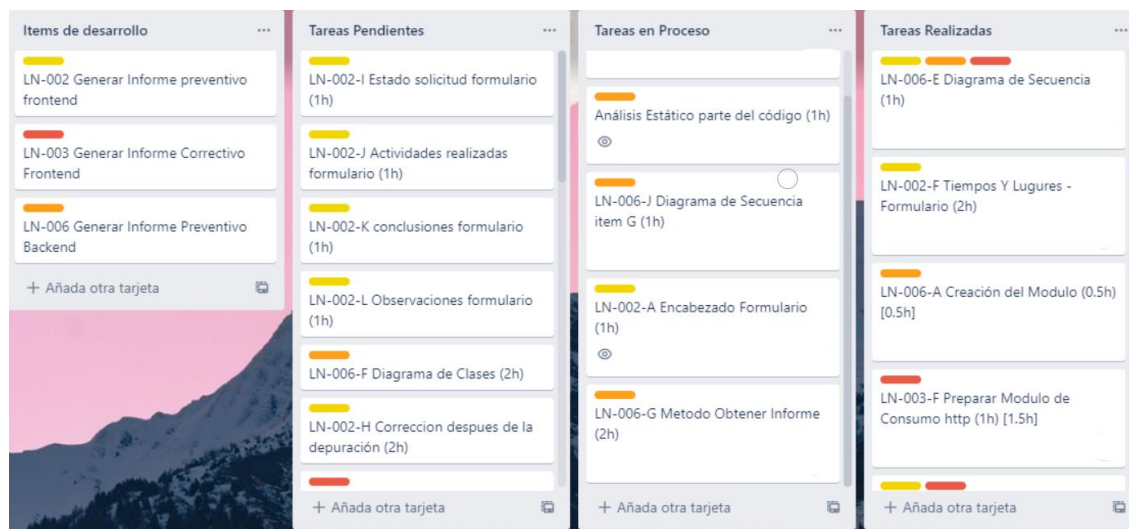 Items de desarrollo
LN-002 Generar Informe preventivo
frontend
LN-003 Generar Informe Correctivo
Frontend
LN-006 Generar Informe Preventivo
Backend
+ Añada otra tarjeta
Tareas Pendientes
LN-002-I Estado solicitud formulario
(1h)
LN-002-J Actividades realizadas
formulario (1h)
LN-002-K conclusiones formulario
(1h)
LN-002-L Observaciones formulario
(1h)
LN-006-F Diagrama de Clases (2h)
LN-002-H Correccion despues de la
depuración (2h)
+ Añada otra tarjeta
Tareas en Proceso
Análisis Estático parte del código (1h)
LN-006-J Diagrama de Secuencia
item G (1h)
LN-002-A Encabezado Formulario
(1h)
LN-006-G Metodo Obtener Informe
(2h)
+ Añada otra tarjeta
Tareas Realizadas
LN-006-E Diagrama de Secuencia
(1h)
LN-002-F Tiempos Y Lugures -
Formulario (2h)
LN-006-A Creación del Modulo (0.5h)
[0.5h]
LN-003-F Preparar Modulo de
Consumo http (1h) [1.5h]
+ Añada otra tarjeta